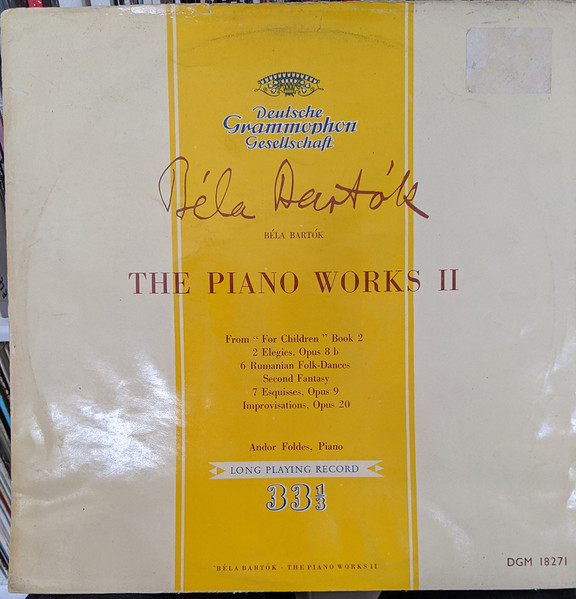 Deutsche
Grammophon
Gesellschaft
Béla Bartók
BÉLA BARTÓK
THE PIANO WORKS II
From “ For Children ” Book 2
2 Elegies, Opus 8 b
6 Rumanian Folk-Dances
Second Fantasy
7 Esquisses, Opus 9
Improvisations, Opus 20
Andor Foldes, Piano
LONG PLAYING RECORD
33⅓
BÉLA BARTÓK · THE PIANO WORKS II
DGM 18271